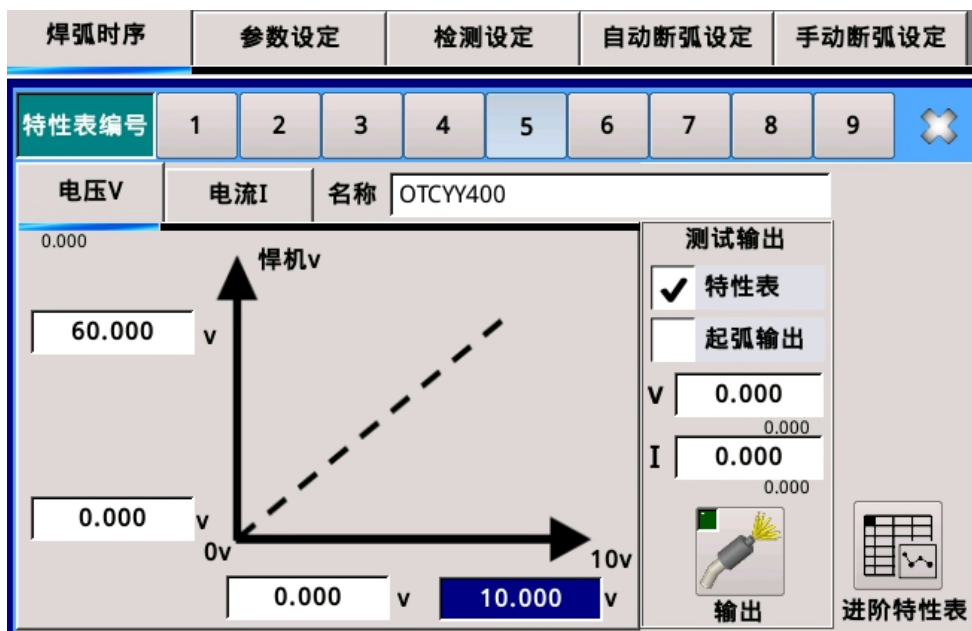 焊弧时序 参数设定 检测设定 自动断弧设定 手动断弧设定
特性表编号 1 2 3 4 5 6 7 8 9
电压V 电流I 名称 OTCYY400
0.000
悍机v
测试输出
特性表
60.000 v
起弧输出
V 0.000
0.000
I 0.000
0.000
0.000 v
0v
10v
0.000 v 10.000 v
输出
进阶特性表